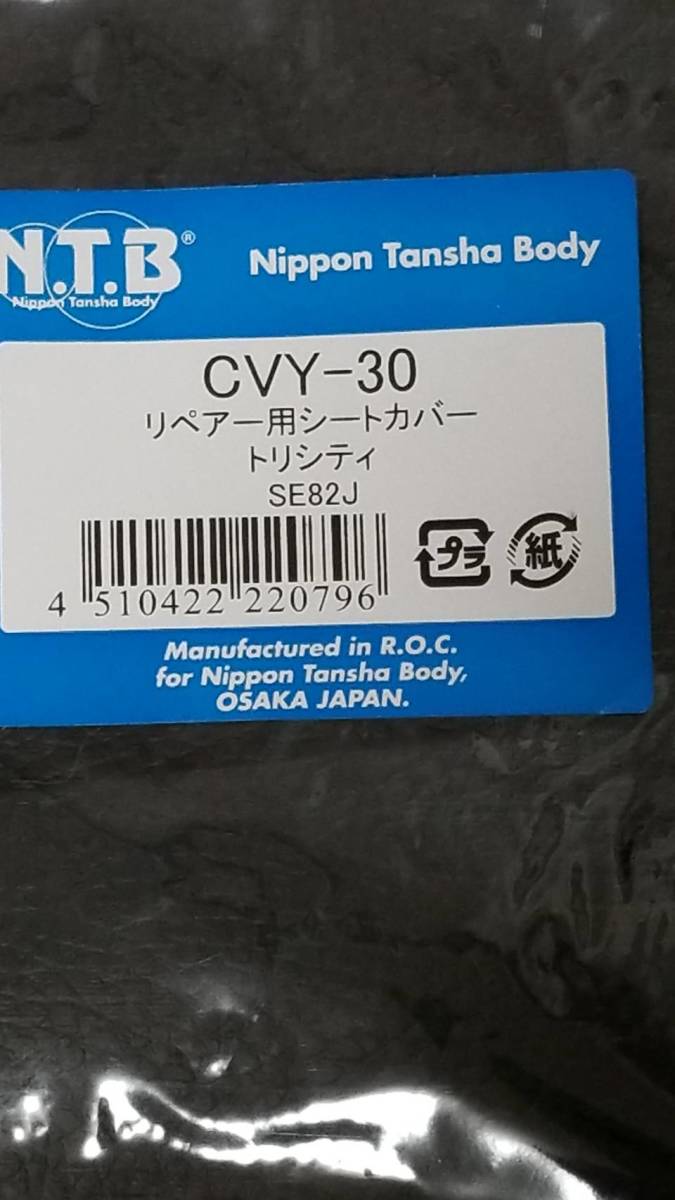 N.T.B®
Nippon Tansha Body
Nippon Tansha Body
CVY-30
リペアー用シートカバー
トリシティ
SE82J
4 510422 220796
プラ
紙
Manufactured in R.O.C.
for Nippon Tansha Body,
OSAKA JAPAN.